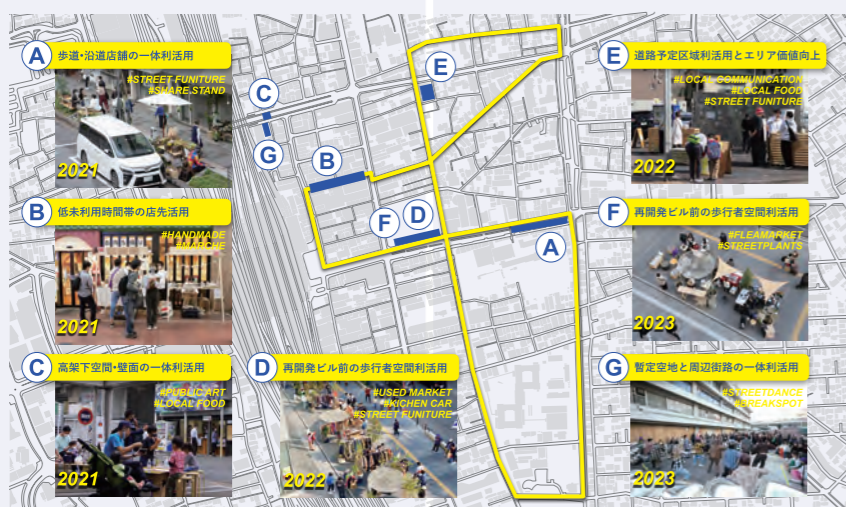 A 歩道・沿道店舗の一体利活用
#STREET FUNITURE
#SHARE STAND
2021
B 低未利用時間帯の店先活用
#HANDMADE
#MARCHE
2021
C 高架下空間・壁面の一体利活用
#PUBLIC ART
#LOCAL FOOD
2021
D 再開発ビル前の歩行者空間利活用
#USED MARKET
#KICHEN CAR
#STREET FUNITURE
2022
E 道路予定区域利活用とエリア価値向上
#LOCAL COMMUNICATION
#LOCAL FOOD
#STREET FUNITURE
2022
F 再開発ビル前の歩行者空間利活用
#FLEAMARKET
#STREETPLANTS
2023
G 暫定空地と周辺街路の一体利活用
#STREETDANCE
#BREAKSPOT
2023
C
G
B
F
D
E
A